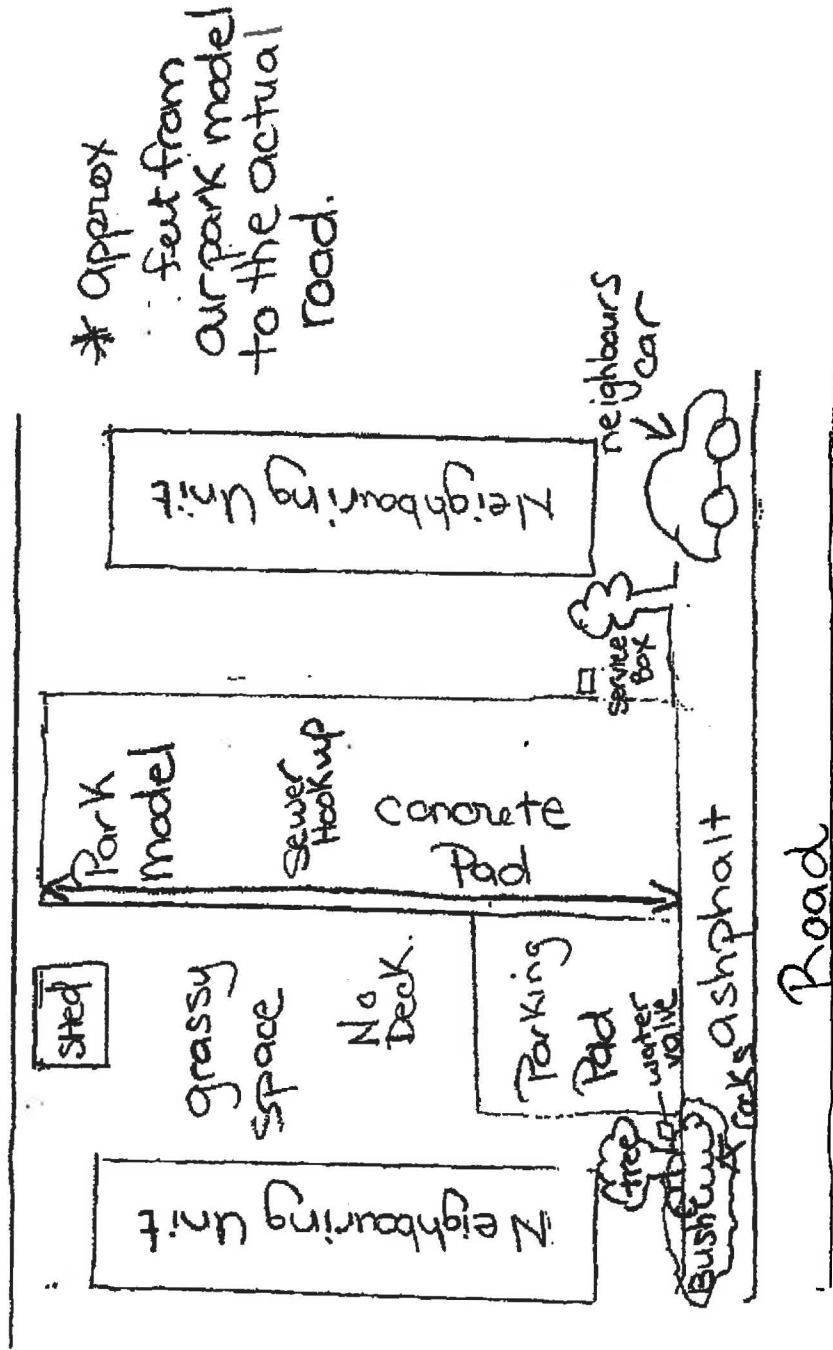 * approx
feet from
our park model
to the actual
road.
Neighbouring Unit
neighbours
car
Park
model
Sewer
Hookup
concrete
Pad
service
Box
SHed
grassy
space
No
Deck.
Parking
Pad
water
valve
Neighbouring Unit
tree
Bush
rocks
ashphalt
Road